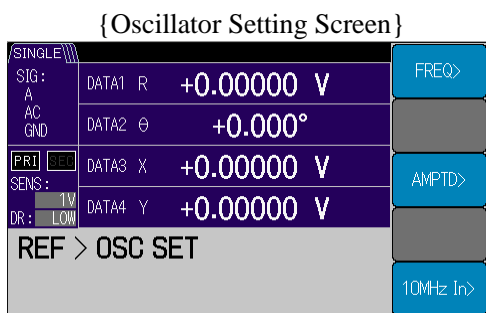 {Oscillator Setting Screen}
SINGLE
FREQ>
SIG:
A
AC
GND
DATA1 R +0.00000 V
DATA2 θ +0.000°
PRI SEC
SENS:
1V
DR: LOW
DATA3 X +0.00000 V
DATA4 Y +0.00000 V
AMPTD>
REF > OSC SET
10MHz In>